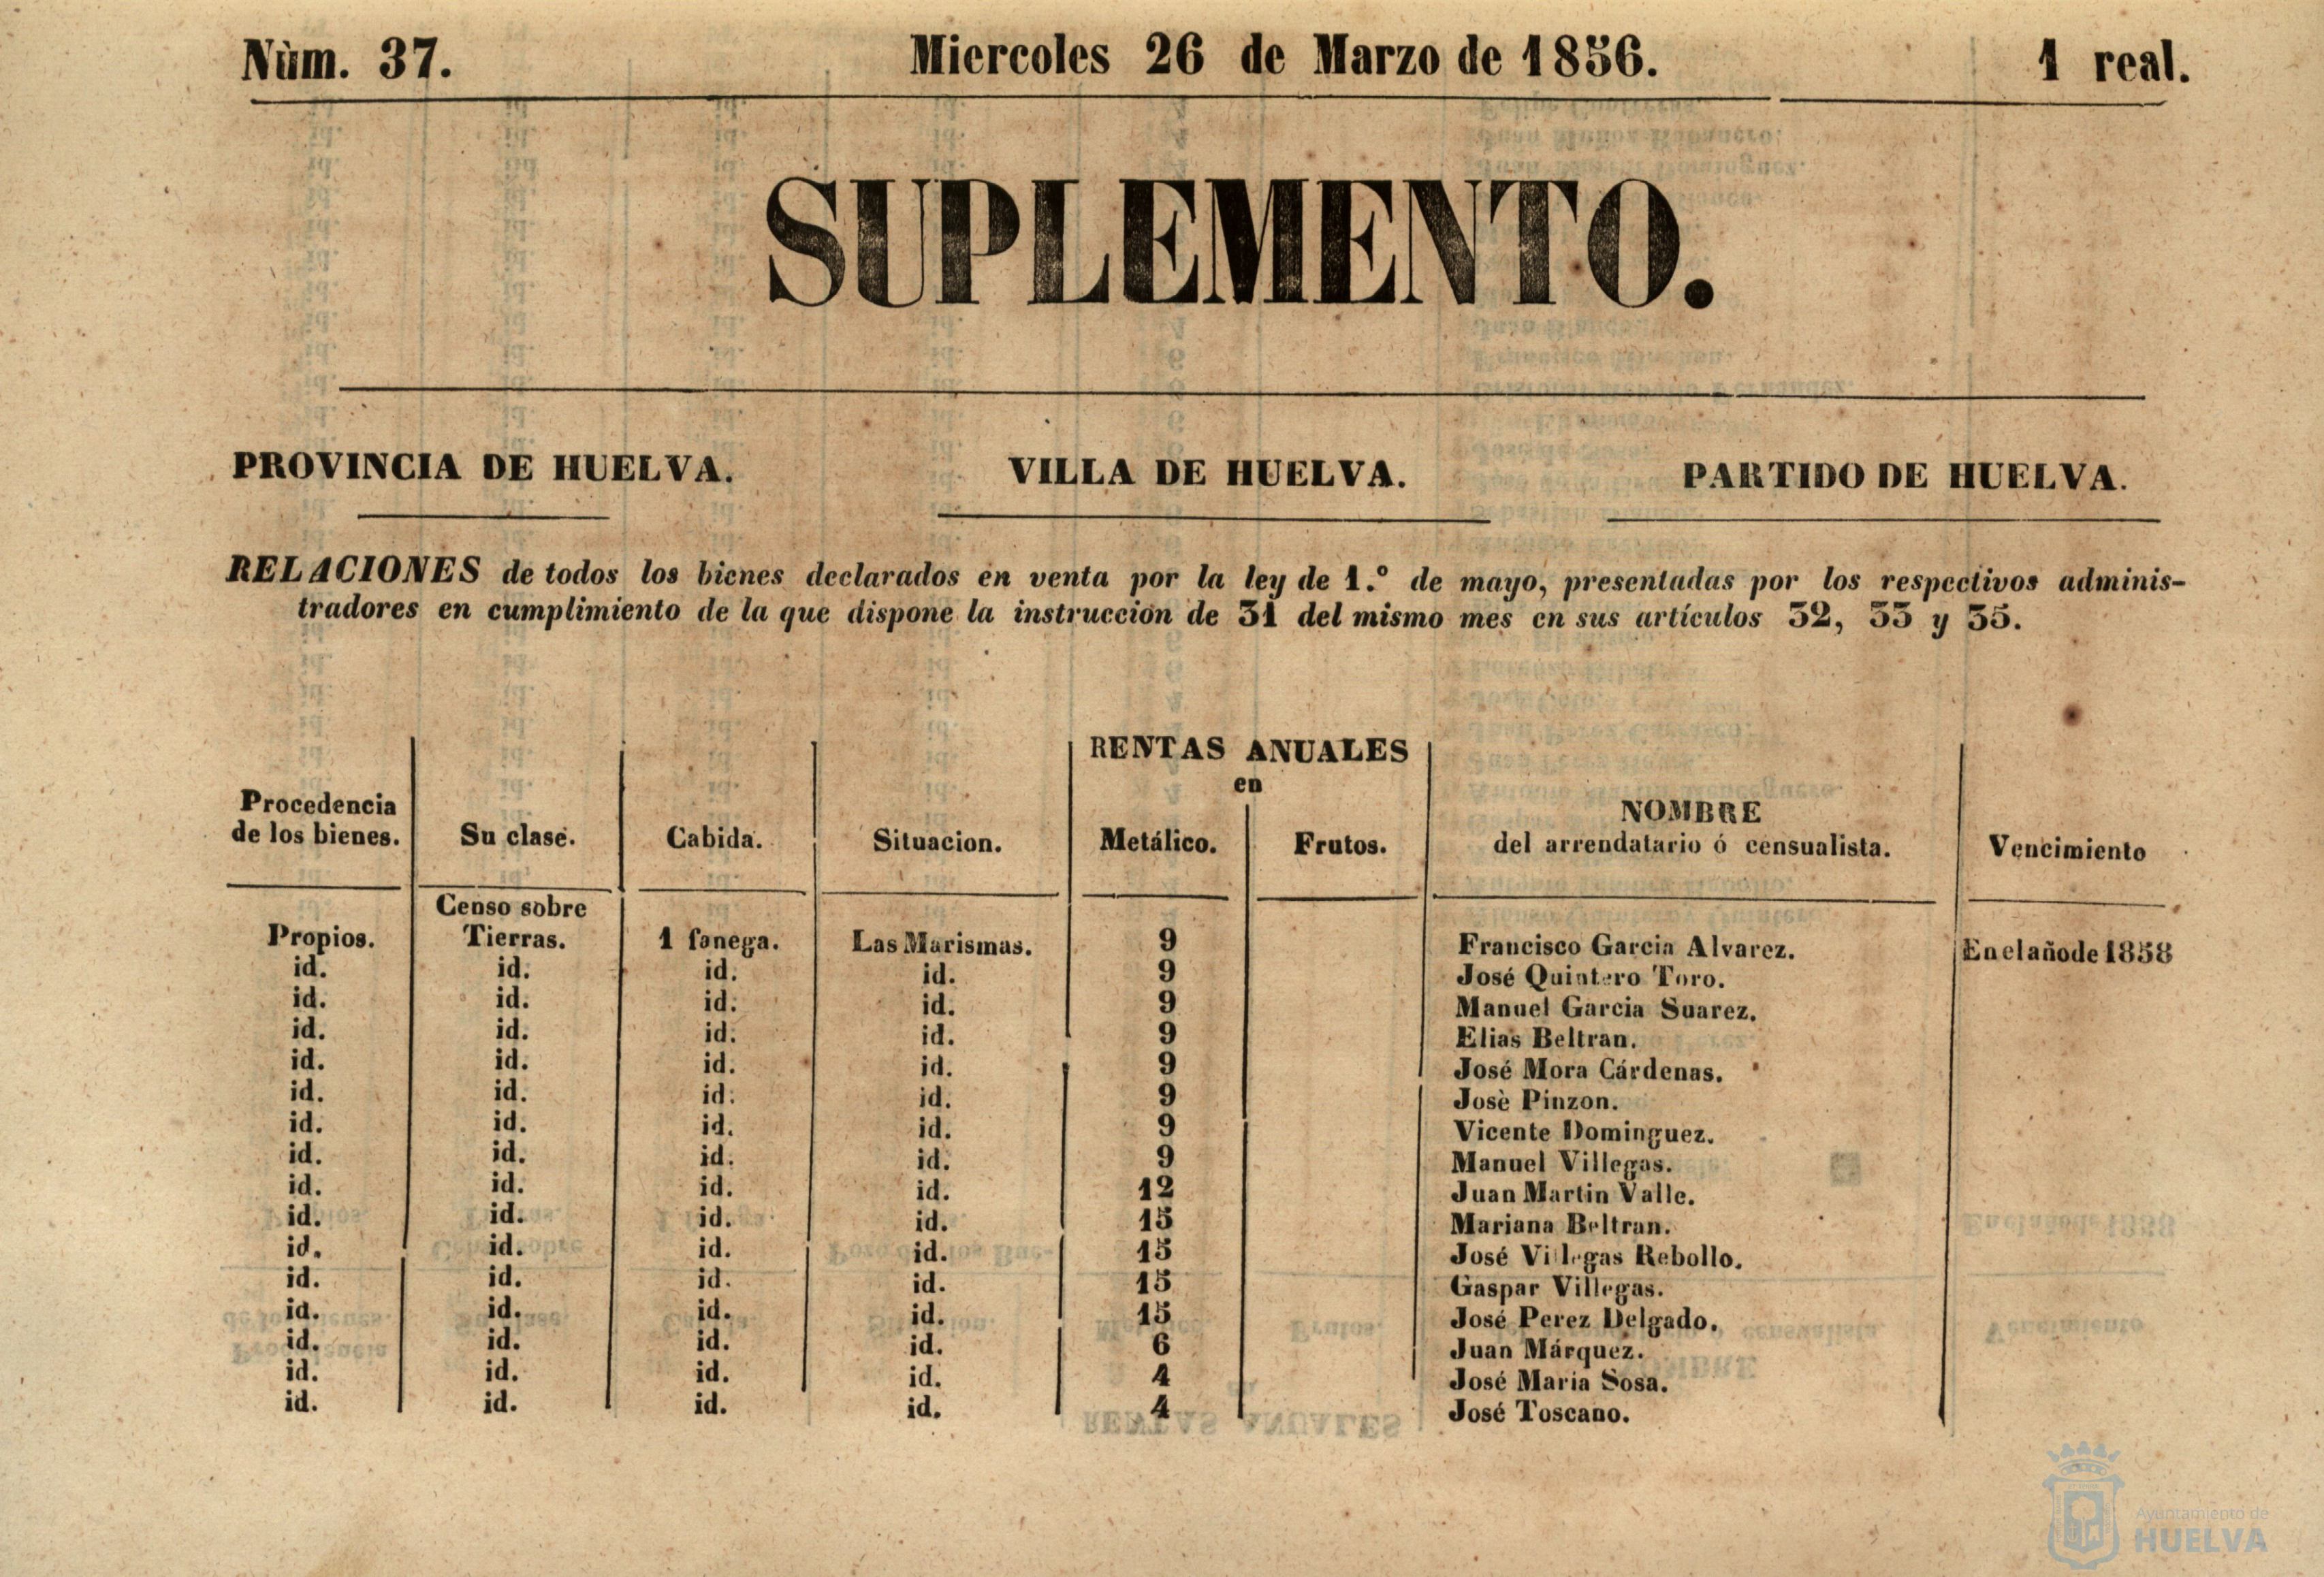 Nùm. 37. Miercoles 26 de Marzo de 1856. 1 real.
SUPLEMENTO.
PROVINCIA DE HUELVA. VILLA DE HUELVA. PARTIDO DE HUELVA.
RELACIONES de todos los bienes declarados en venta por la ley de 1.º de mayo, presentadas por los respectivos adminis-
tradores en cumplimiento de la que dispone la instrucción de 31 del mismo mes en sus artículos 32, 33 y 35.
RENTAS ANUALES
en
Procedencia
de los bienes. Su clase. Cabida. Situacion. Metálico. Frutos. NOMBRE
del arrendatario ó censualista. Vencimiento
Censo sobre
Propios. Tierras. 1 fanega. Las Marismas. 9 Francisco Garcia Alvarez. En el año de 1858
id. id. id. id. 9 José Quintero Toro.
id. id. id. id. 9 Manuel Garcia Suarez.
id. id. id. id. 9 Elias Beltran.
id. id. id. id. 9 José Mora Cárdenas.
id. id. id. id. 9 Josè Pinzon.
id. id. id. id. 9 Vicente Dominguez.
id. id. id. id. 9 Manuel Villegas.
id. id. id. id. 12 Juan Martin Valle.
id. id. id. id. 15 Mariana Beltran.
id. id. id. id. 15 José Villegas Rebollo.
id. id. id. id. 15 Gaspar Villegas.
id. id. id. id. 15 José Perez Delgado.
id. id. id. id. 6 Juan Márquez.
id. id. id. id. 4 José María Sosa.
id. id. id. id. 4 José Toscano.
Ayuntamiento de
HUELVA